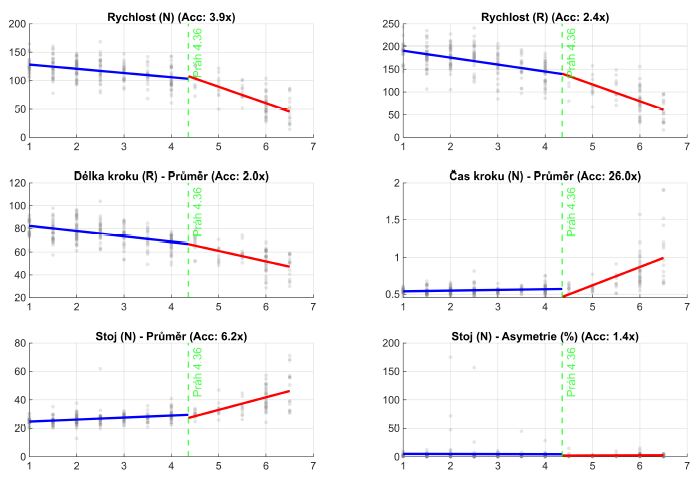 Rychlost (N) (Acc: 3.9x)
200
150
100
50
0
1 2 3 4 5 6 7
Práh 4.36
Rychlost (R) (Acc: 2.4x)
250
200
150
100
50
0
1 2 3 4 5 6 7
Práh 4.36
Délka kroku (R) - Průměr (Acc: 2.0x)
120
100
80
60
40
20
1 2 3 4 5 6 7
Práh 4.36
Čas kroku (N) - Průměr (Acc: 26.0x)
2
1.5
1
0.5
1 2 3 4 5 6 7
Práh 4.36
Stoj (N) - Průměr (Acc: 6.2x)
80
60
40
20
0
1 2 3 4 5 6 7
Práh 4.36
Stoj (N) - Asymetrie (%) (Acc: 1.4x)
200
150
100
50
0
1 2 3 4 5 6 7
Práh 4.36